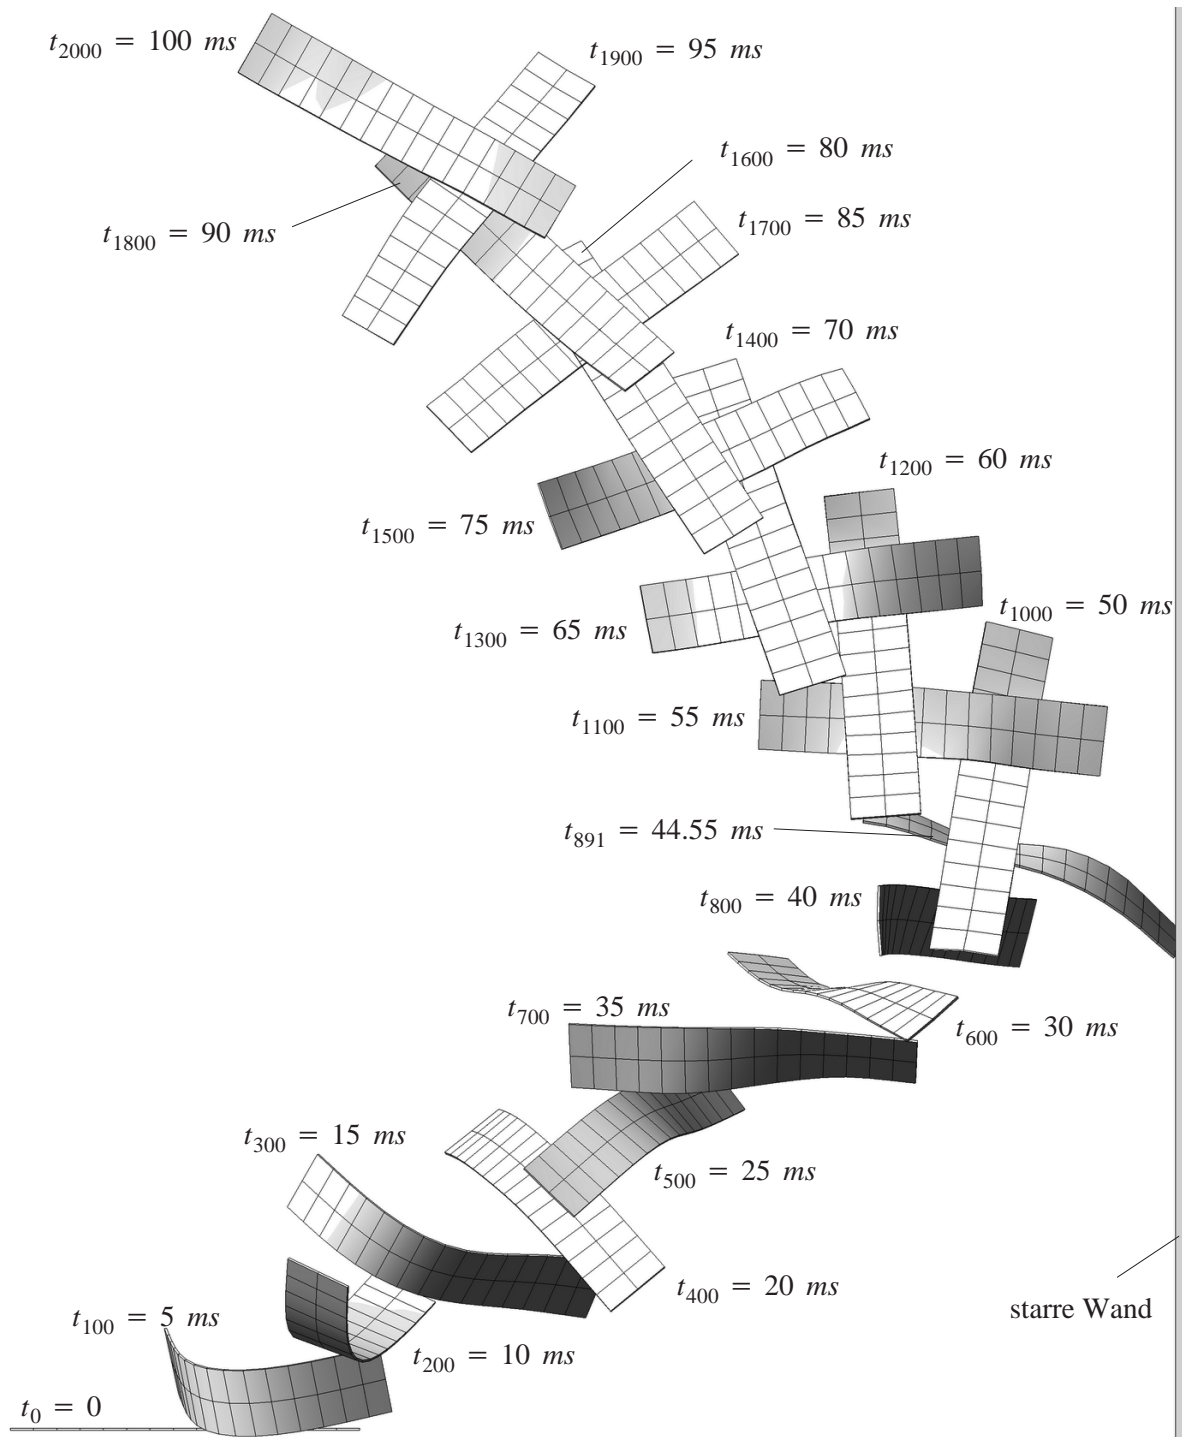 t2000 = 100 ms
t1900 = 95 ms
t1600 = 80 ms
t1700 = 85 ms
t1800 = 90 ms
t1400 = 70 ms
t1200 = 60 ms
t1500 = 75 ms
t1000 = 50 ms
t1300 = 65 ms
t1100 = 55 ms
t891 = 44.55 ms
t800 = 40 ms
t700 = 35 ms
t600 = 30 ms
t300 = 15 ms
t500 = 25 ms
t400 = 20 ms
starre Wand
t100 = 5 ms
t200 = 10 ms
t0 = 0